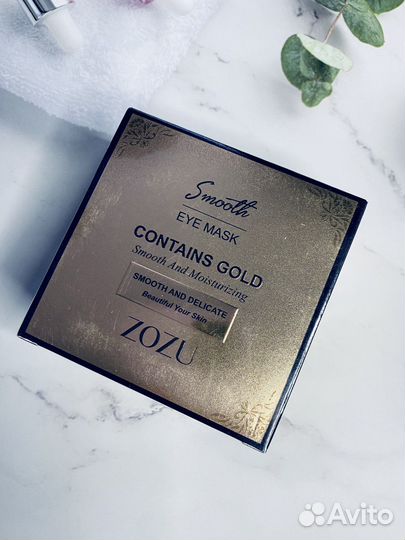 Smooth
EYE MASK
CONTAINS GOLD
Smooth And Moisturizing
SMOOTH AND DELICATE
Beautiful Your Skin
ZOZU
Avito